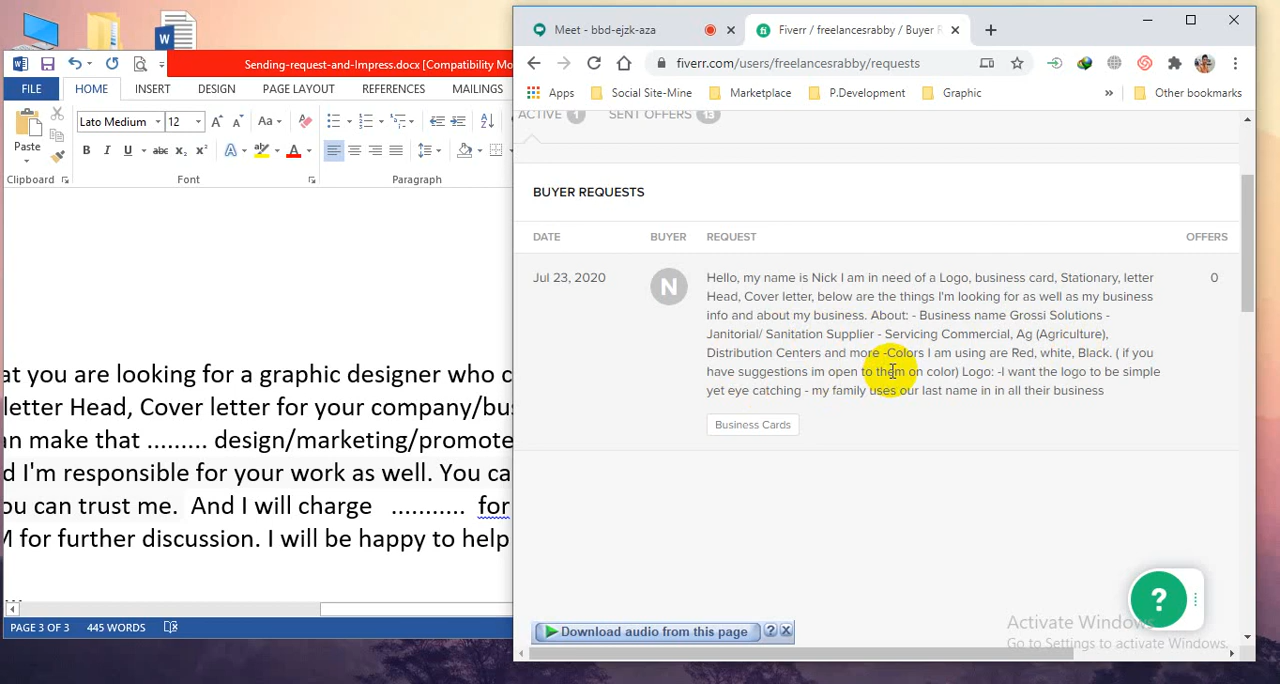 Sending-request-and-Impress.docx [Compatibility Mo
FILE
HOME
INSERT
DESIGN
PAGE LAYOUT
REFERENCES
MAILINGS
Paste
Lato Medium
12
Aa
B I U abc x₂ x² A A
Clipboard
Font
Paragraph
at you are looking for a graphic designer who c
letter Head, Cover letter for your company/bus
an make that ......... design/marketing/promote
d I'm responsible for your work as well. You ca
ou can trust me. And I will charge ........... for
M for further discussion. I will be happy to help
PAGE 3 OF 3
445 WORDS
Meet - bbd-ejzk-aza
Fiverr / freelancesrabby / Buyer R
fiverr.com/users/freelancesrabby/requests
Apps
Social Site-Mine
Marketplace
P.Development
Graphic
»
Other bookmarks
ACTIVE 1
SENT OFFERS 13
BUYER REQUESTS
DATE
BUYER
REQUEST
OFFERS
Jul 23, 2020
N
Hello, my name is Nick I am in need of a Logo, business card, Stationary, letter
Head, Cover letter, below are the things I'm looking for as well as my business
info and about my business. About: - Business name Grossi Solutions -
Janitorial/ Sanitation Supplier - Servicing Commercial, Ag (Agriculture),
Distribution Centers and more -Colors I am using are Red, white, Black. ( if you
have suggestions im open to them on color) Logo: -I want the logo to be simple
yet eye catching - my family uses our last name in in all their business
0
Business Cards
?
Download audio from this page
?
Activate Windows
Go to Settings to activate Windows.